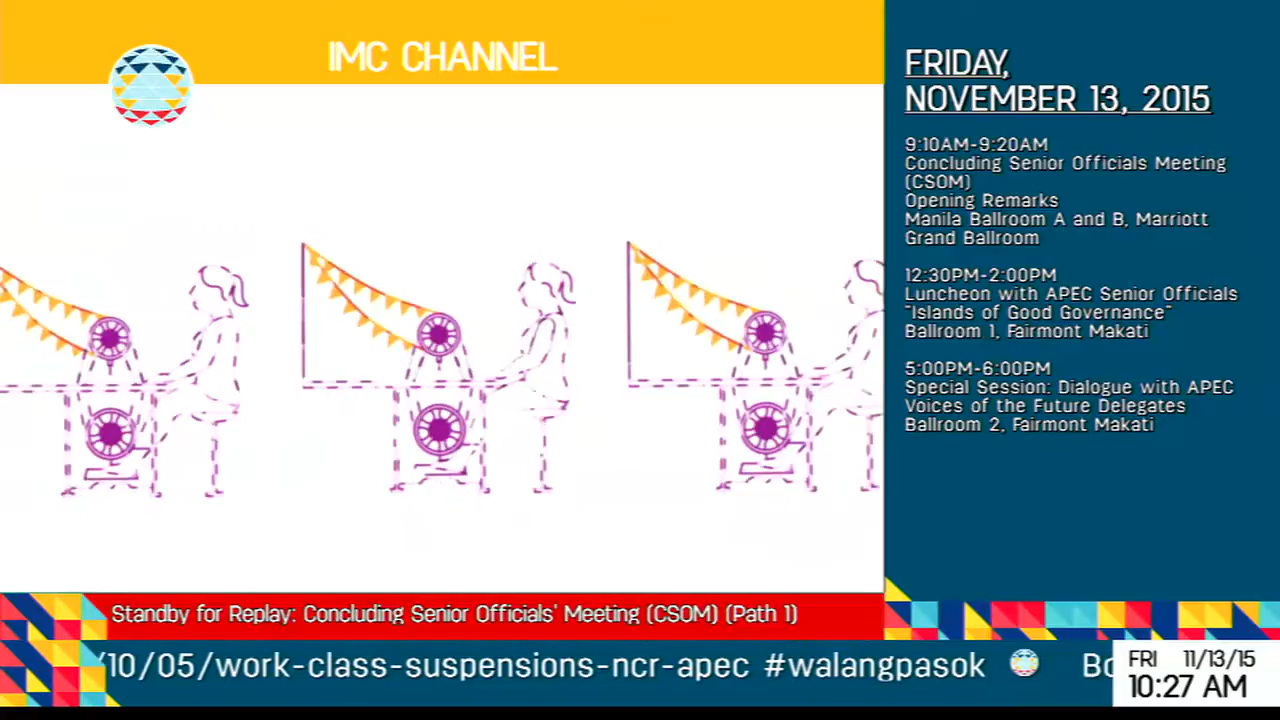 IMC CHANNEL
FRIDAY,
NOVEMBER 13, 2015
9:10AM-9:20AM
Concluding Senior Officials Meeting
(CSOM)
Opening Remarks
Manila Ballroom A and B, Marriott
Grand Ballroom
12:30PM-2:00PM
Luncheon with APEC Senior Officials
"Islands of Good Governance"
Ballroom 1, Fairmont Makati
5:00PM-6:00PM
Special Session: Dialogue with APEC
Voices of the Future Delegates
Ballroom 2, Fairmont Makati
Standby for Replay: Concluding Senior Officials' Meeting (CSOM) (Path 1)
/10/05/work-class-suspensions-ncr-apec #walangpasok
FRI 11/13/15
10:27 AM